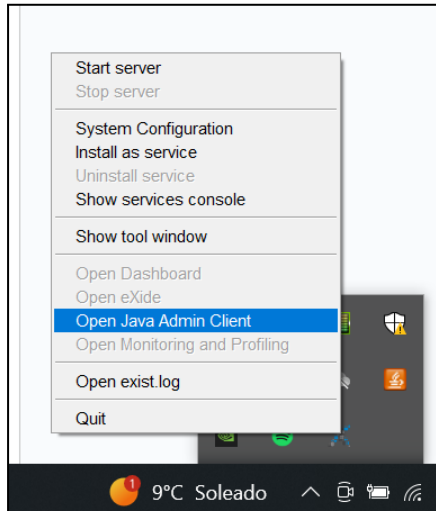 Start server
Stop server
System Configuration
Install as service
Uninstall service
Show services console
Show tool window
Open Dashboard
Open eXide
Open Java Admin Client
Open Monitoring and Profiling
Open exist.log
Quit
1
9°C Soleado